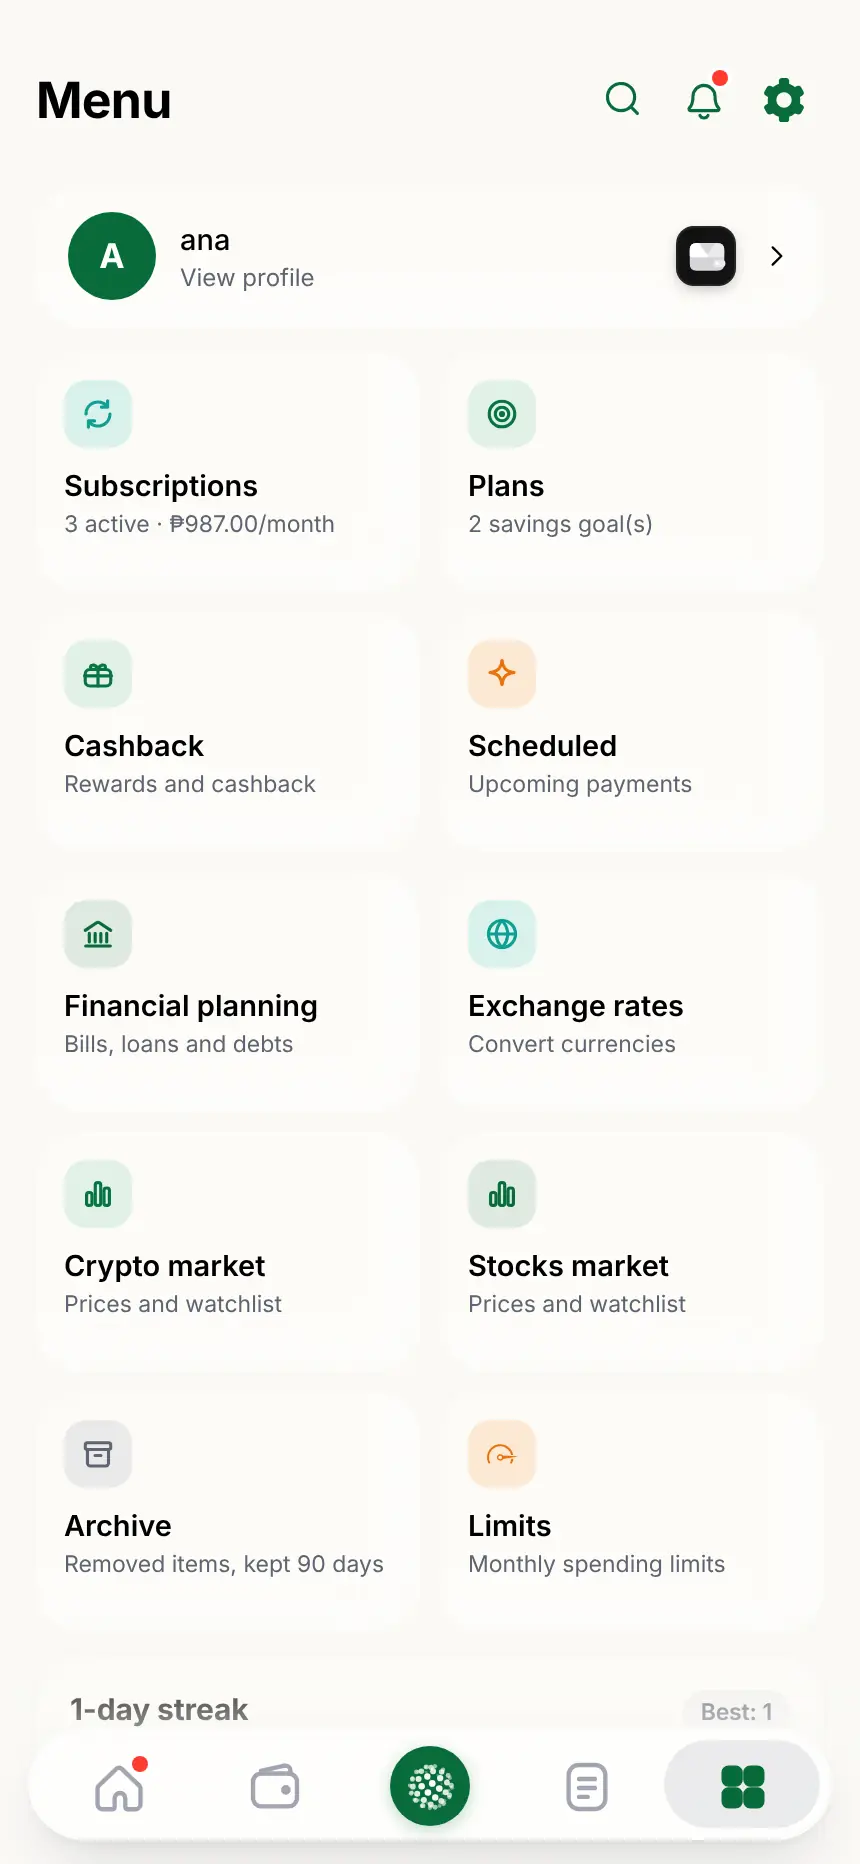 Menu
A
ana
View profile
Subscriptions
3 active · ₱987.00/month
Plans
2 savings goal(s)
Cashback
Rewards and cashback
Scheduled
Upcoming payments
Financial planning
Bills, loans and debts
Exchange rates
Convert currencies
Crypto market
Prices and watchlist
Stocks market
Prices and watchlist
Archive
Removed items, kept 90 days
Limits
Monthly spending limits
1-day streak
Best: 1